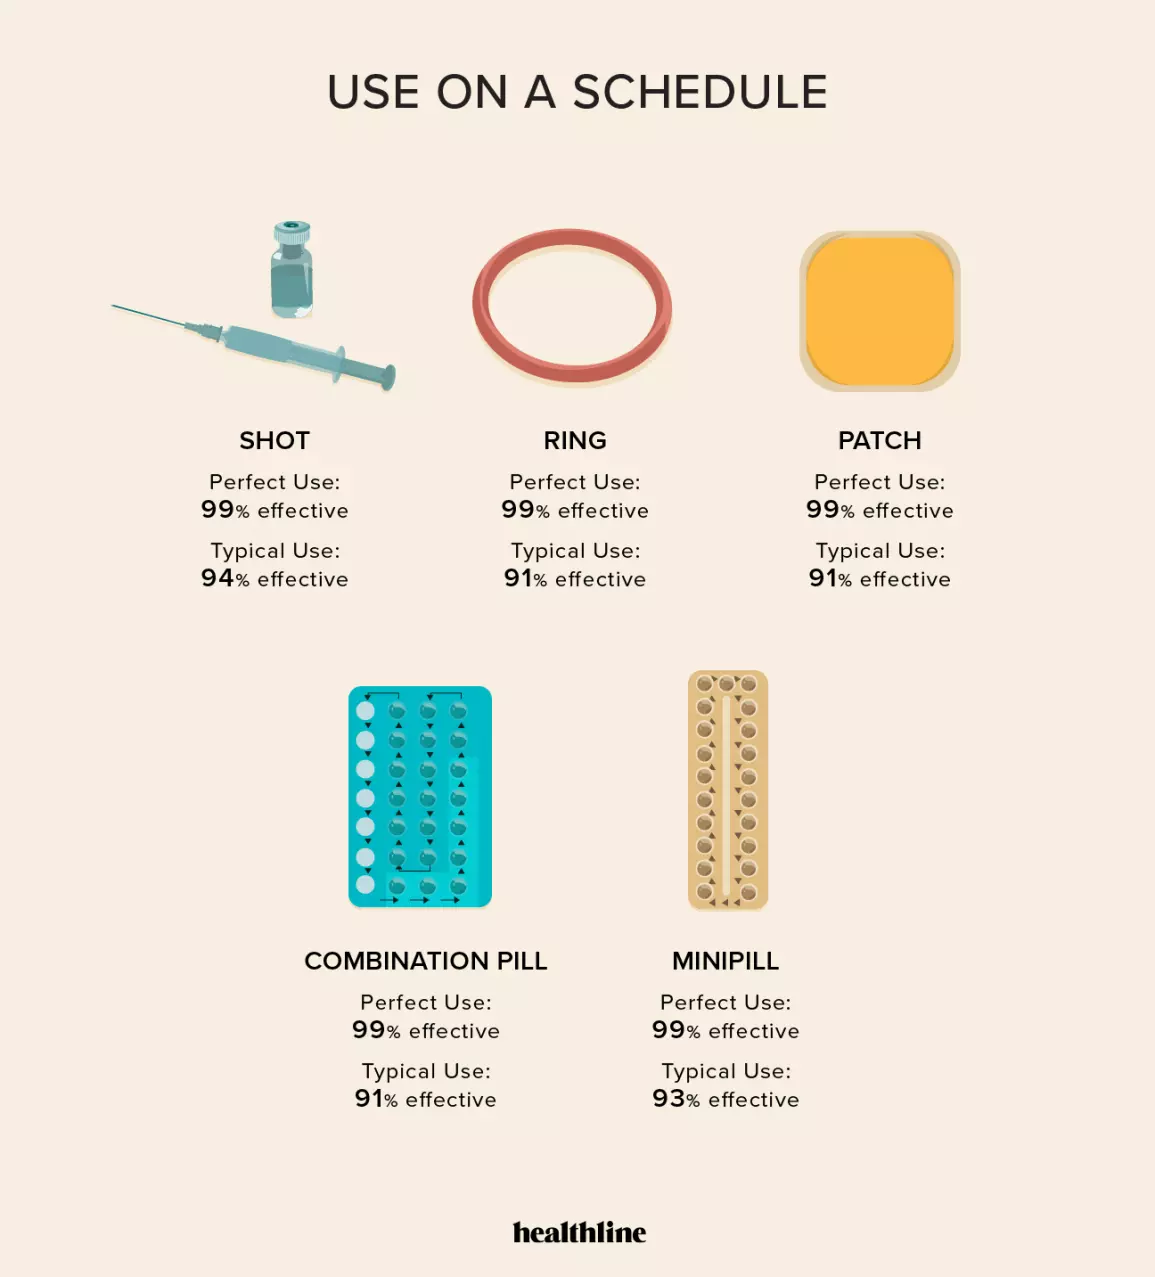 USE ON A SCHEDULE
SHOT
Perfect Use:
99% effective
Typical Use:
94% effective
RING
Perfect Use:
99% effective
Typical Use:
91% effective
PATCH
Perfect Use:
99% effective
Typical Use:
91% effective
COMBINATION PILL
Perfect Use:
99% effective
Typical Use:
91% effective
MINIPILL
Perfect Use:
99% effective
Typical Use:
93% effective
healthline